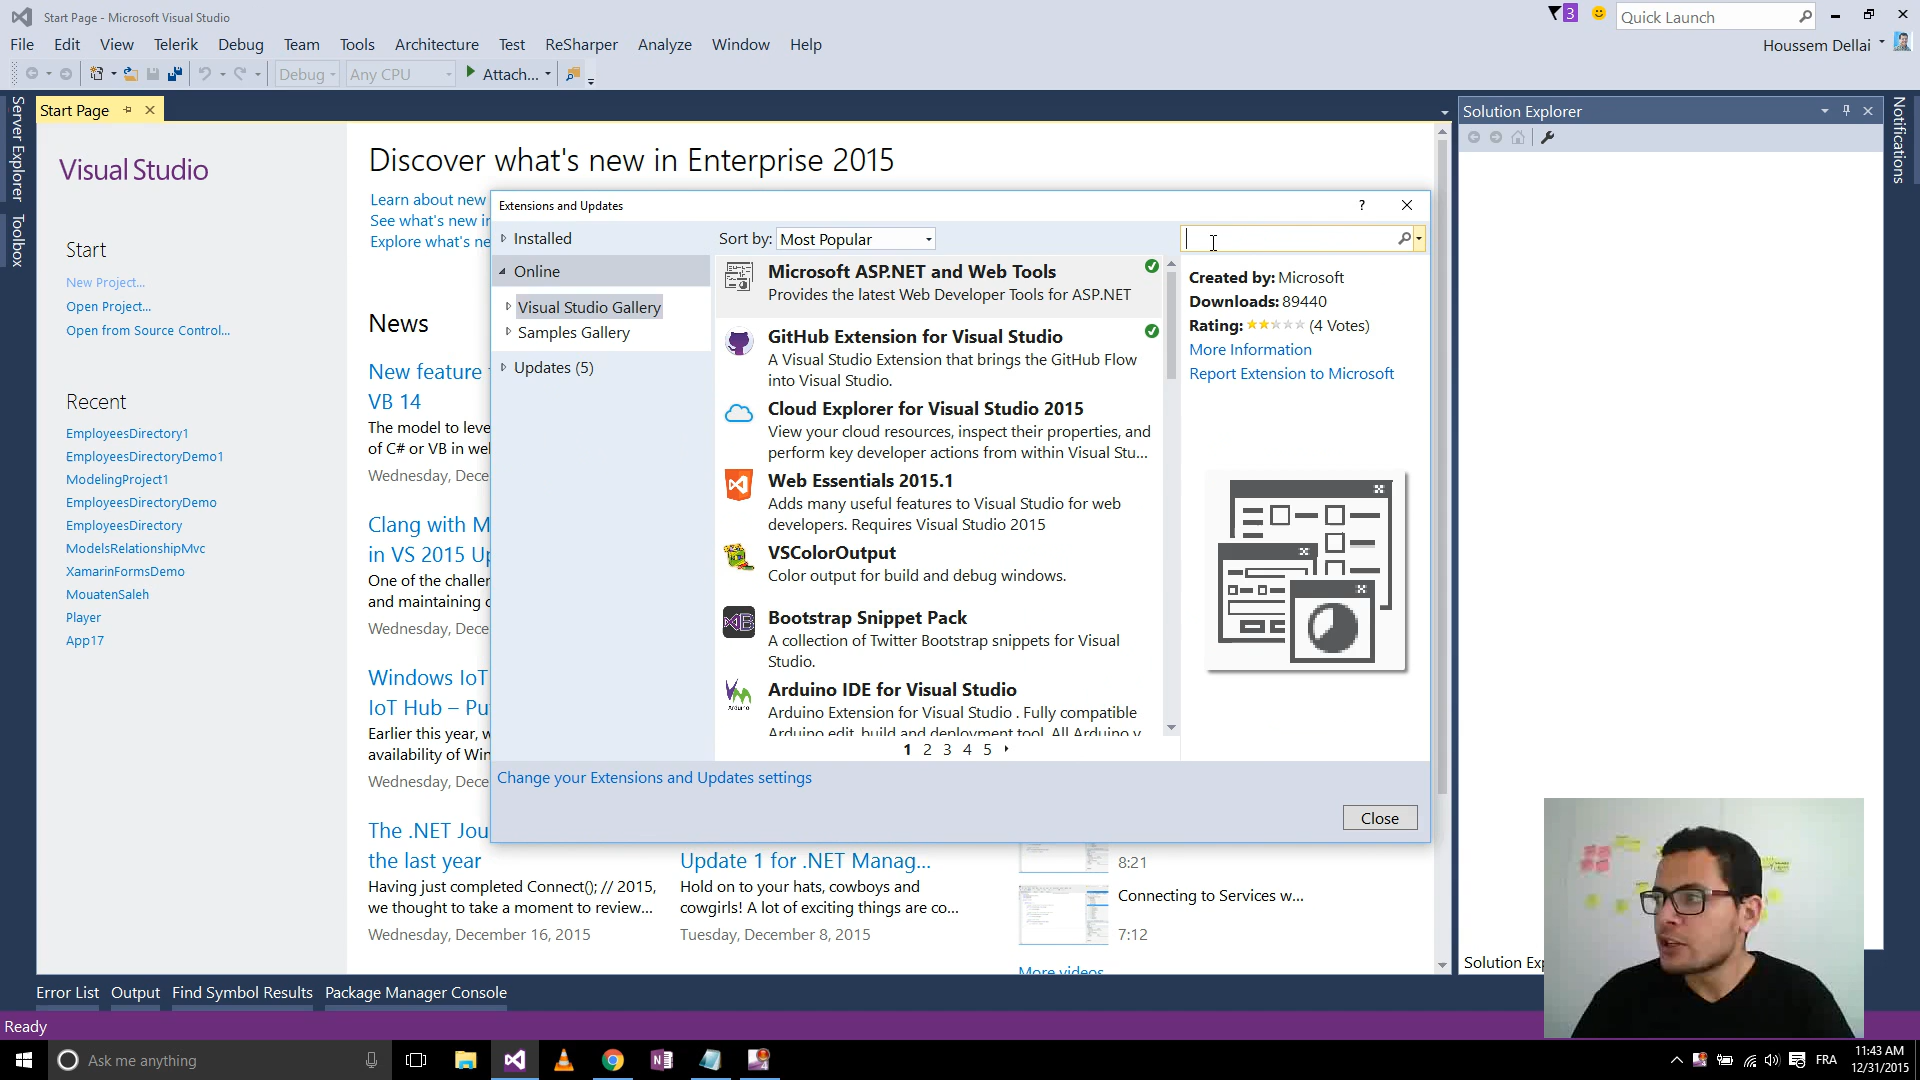 Start Page - Microsoft Visual Studio
3
Quick Launch
File Edit View Telerik Debug Team Tools Architecture Test ReSharper Analyze Window Help
Houssem Dellai
Debug Any CPU Attach...
Server Explorer
Toolbox
Start Page
Visual Studio
Start
New Project...
Open Project...
Open from Source Control...
Recent
EmployeesDirectory1
EmployeesDirectoryDemo1
ModelingProject1
EmployeesDirectoryDemo
EmployeesDirectory
ModelsRelationshipMvc
XamarinFormsDemo
MouatenSaleh
Player
App17
Discover what's new in Enterprise 2015
Learn about new
See what's new in
Explore what's ne
News
New feature
VB 14
The model to leve
of C# or VB in wel
Wednesday, Dece
Clang with M
in VS 2015 Up
One of the challer
and maintaining c
Wednesday, Dece
Windows IoT
IoT Hub – Pu
Earlier this year, w
availability of Win
Wednesday, Dece
The .NET Jou
the last year
Having just completed Connect(); // 2015,
we thought to take a moment to review...
Wednesday, December 16, 2015
Update 1 for .NET Manag...
Hold on to your hats, cowboys and
cowgirls! A lot of exciting things are co...
Tuesday, December 8, 2015
8:21
Connecting to Services w...
7:12
More videos
Extensions and Updates
?
Installed
Online
Visual Studio Gallery
Samples Gallery
Updates (5)
Sort by: Most Popular
Microsoft ASP.NET and Web Tools
Provides the latest Web Developer Tools for ASP.NET
GitHub Extension for Visual Studio
A Visual Studio Extension that brings the GitHub Flow
into Visual Studio.
Cloud Explorer for Visual Studio 2015
View your cloud resources, inspect their properties, and
perform key developer actions from within Visual Stu...
Web Essentials 2015.1
Adds many useful features to Visual Studio for web
developers. Requires Visual Studio 2015
VSColorOutput
Color output for build and debug windows.
Bootstrap Snippet Pack
A collection of Twitter Bootstrap snippets for Visual
Studio.
Arduino IDE for Visual Studio
Arduino Extension for Visual Studio . Fully compatible
Arduino edit, build and deployment tool. All Arduino v
1 2 3 4 5
Created by: Microsoft
Downloads: 89440
Rating: (4 Votes)
More Information
Report Extension to Microsoft
Change your Extensions and Updates settings
Close
Solution Explorer
Notifications
Solution Exp
Error List Output Find Symbol Results Package Manager Console
Ready
Ask me anything
FRA
11:43 AM
12/31/2015